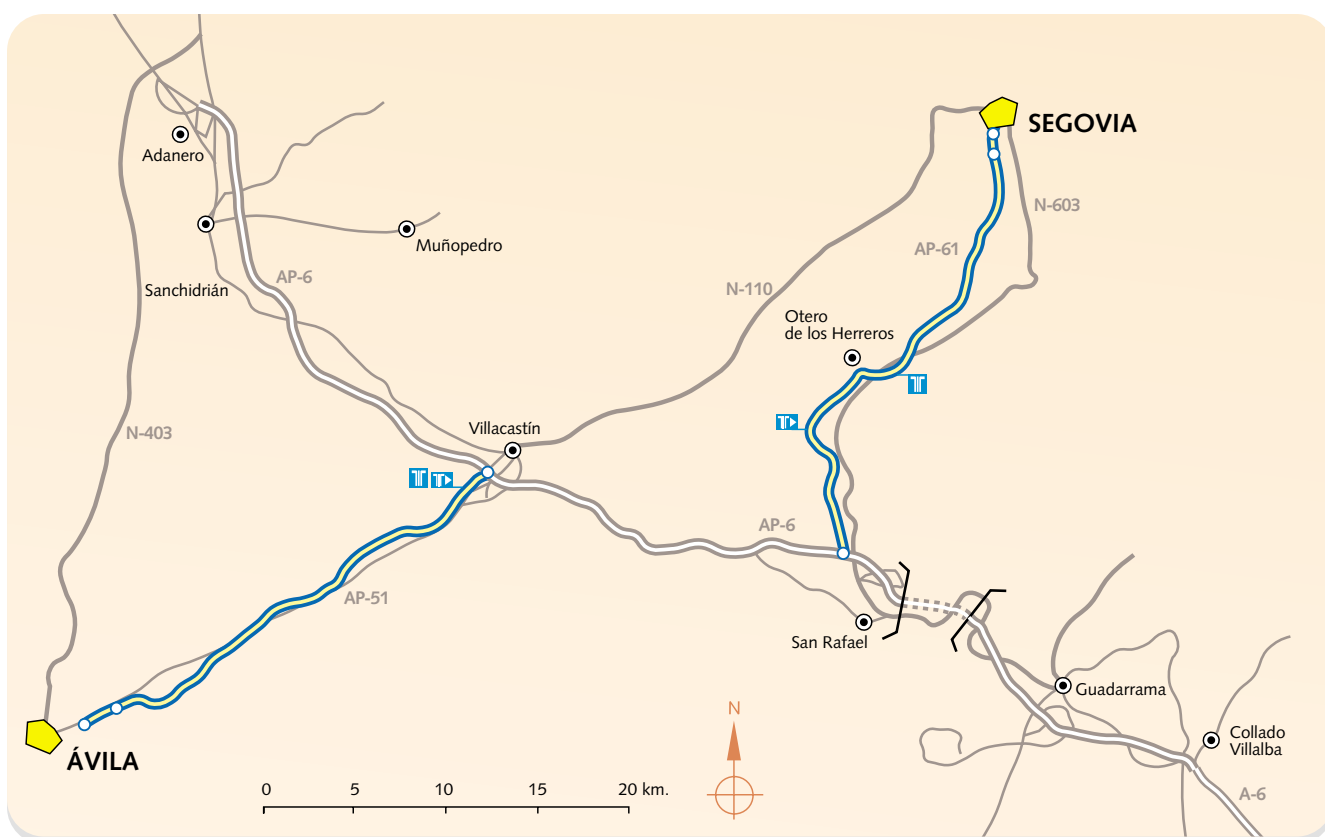 SEGOVIA
Adanero
N-603
Muñopedro
AP-61
AP-6
Sanchidrián
N-110
Otero
de los Herreros
N-403
Villacastín
AP-6
AP-51
San Rafael
Guadarrama
N
Collado
Villalba
ÁVILA
0 5 10 15 20 km.
A-6